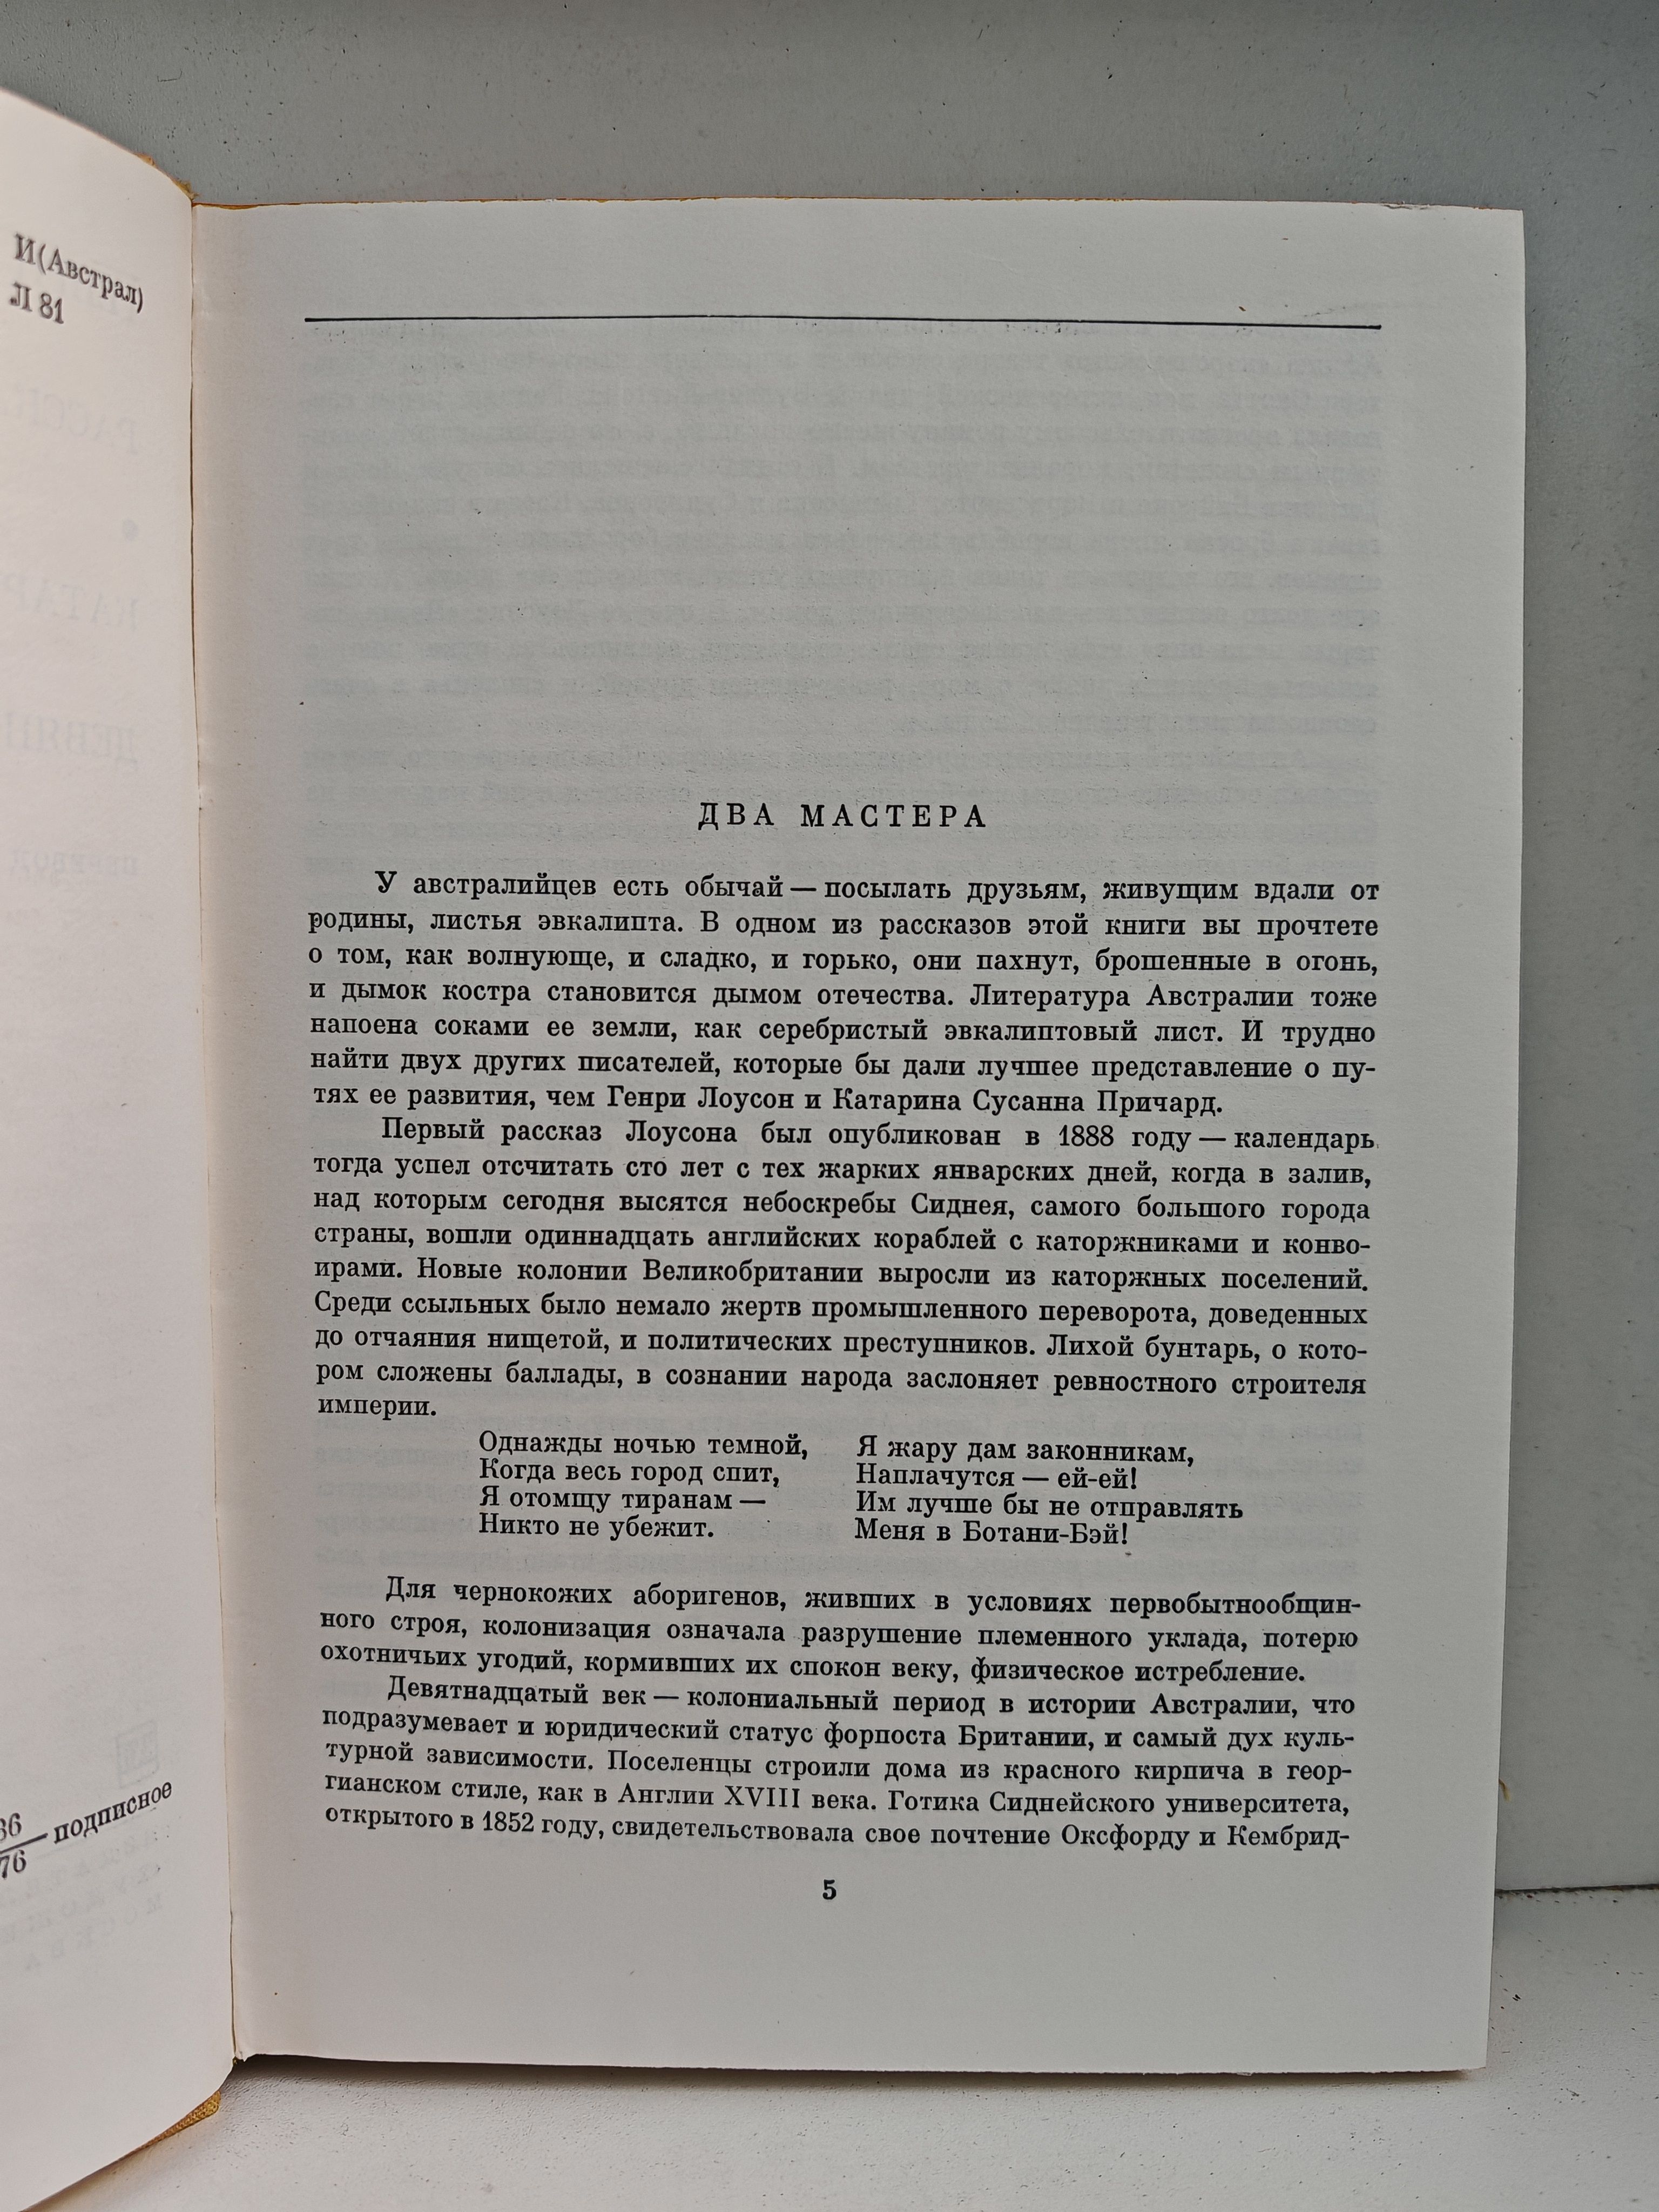 И(Австрал)
Л 81
подписное
76
ДВА МАСТЕРА
У австралийцев есть обычай — посылать друзьям, живущим вдали от
родины, листья эвкалипта. В одном из рассказов этой книги вы прочтете
о том, как волнующе, и сладко, и горько, они пахнут, брошенные в огонь,
и дымок костра становится дымом отечества. Литература Австралии тоже
напоена соками ее земли, как серебристый эвкалиптовый лист. И трудно
найти двух других писателей, которые бы дали лучшее представление о пу-
тях ее развития, чем Генри Лоусон и Катарина Сусанна Причард.
Первый рассказ Лоусона был опубликован в 1888 году — календарь
тогда успел отсчитать сто лет с тех жарких январских дней, когда в залив,
над которым сегодня высятся небоскребы Сиднея, самого большого города
страны, вошли одиннадцать английских кораблей с каторжниками и конво-
ирами. Новые колонии Великобритании выросли из каторжных поселений.
Среди ссыльных было немало жертв промышленного переворота, доведенных
до отчаяния нищетой, и политических преступников. Лихой бунтарь, о кото-
ром сложены баллады, в сознании народа заслоняет ревностного строителя
империи.
Однажды ночью темной,
Когда весь город спит,
Я отомщу тиранам —
Никто не убежит.
Я жару дам законникам,
Наплачутся — ей-ей!
Им лучше бы не отправлять
Меня в Ботани-Бэй!
Для чернокожих аборигенов, живших в условиях первобытнообщин-
ного строя, колонизация означала разрушение племенного уклада, потерю
охотничьих угодий, кормивших их спокон веку, физическое истребление.
Девятнадцатый век — колониальный период в истории Австралии, что
подразумевает и юридический статус форпоста Британии, и самый дух куль-
турной зависимости. Поселенцы строили дома из красного кирпича в геор-
гианском стиле, как в Англии XVIII века. Готика Сиднейского университета,
открытого в 1852 году, свидетельствовала свое почтение Оксфорду и Кембрид-
5